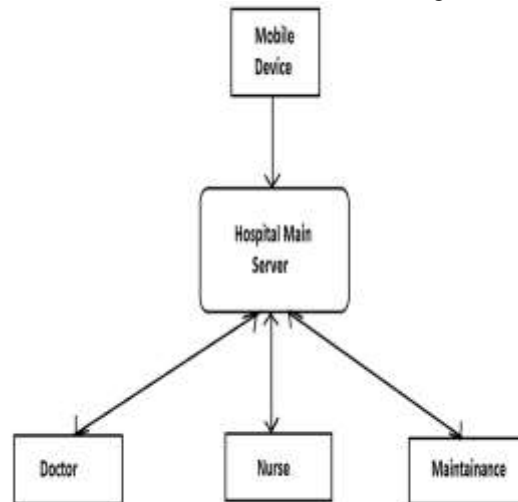 Mobile
Device
Hospital Main
Server
Doctor
Nurse
Maintainance